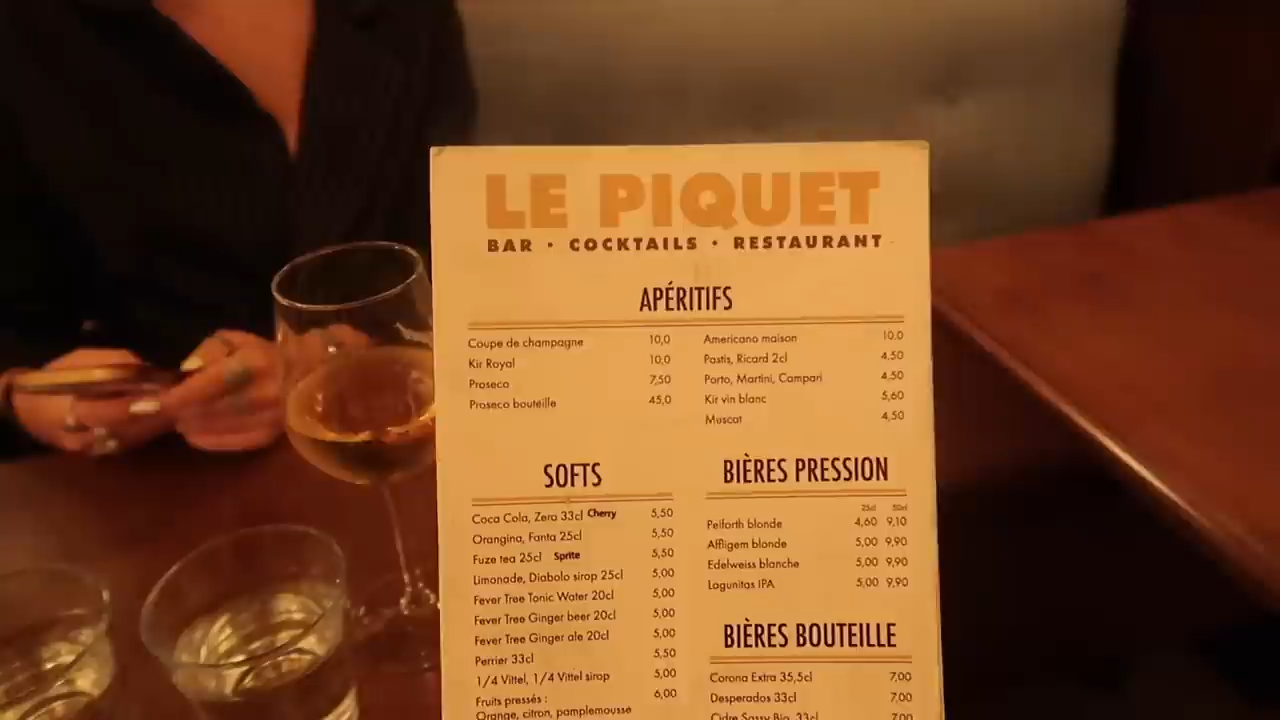 LE PIQUET
BAR • COCKTAILS • RESTAURANT
APÉRITIFS
Coupe de champagne 10,0
Kir Royal 10,0
Proseco 7,50
Proseco bouteille 45,0
Americano maison 10,0
Pastis, Ricard 2cl 4,50
Porto, Martini, Campari 4,50
Kir vin blanc 5,60
Muscat 4,50
SOFTS
Coca Cola, Zero 33cl Cherry 5,50
Orangina, Fanta 25cl 5,50
Fuze tea 25cl Sprite 5,50
Limonade, Diabolo sirop 25cl 5,00
Fever Tree Tonic Water 20cl 5,00
Fever Tree Ginger beer 20cl 5,00
Fever Tree Ginger ale 20cl 5,00
Perrier 33cl 5,50
1/4 Vittel, 1/4 Vittel sirop 5,00
Fruits pressés : 6,00
Orange, citron, pamplemousse
BIÈRES PRESSION
25cl 50cl
Pelforth blonde 4,60 9,10
Affligem blonde 5,00 9,90
Edelweiss blanche 5,00 9,90
Lagunitas IPA 5,00 9,90
BIÈRES BOUTEILLE
Corona Extra 35,5cl 7,00
Desperados 33cl 7,00
Cidre Sassy Bio, 33cl 7,00